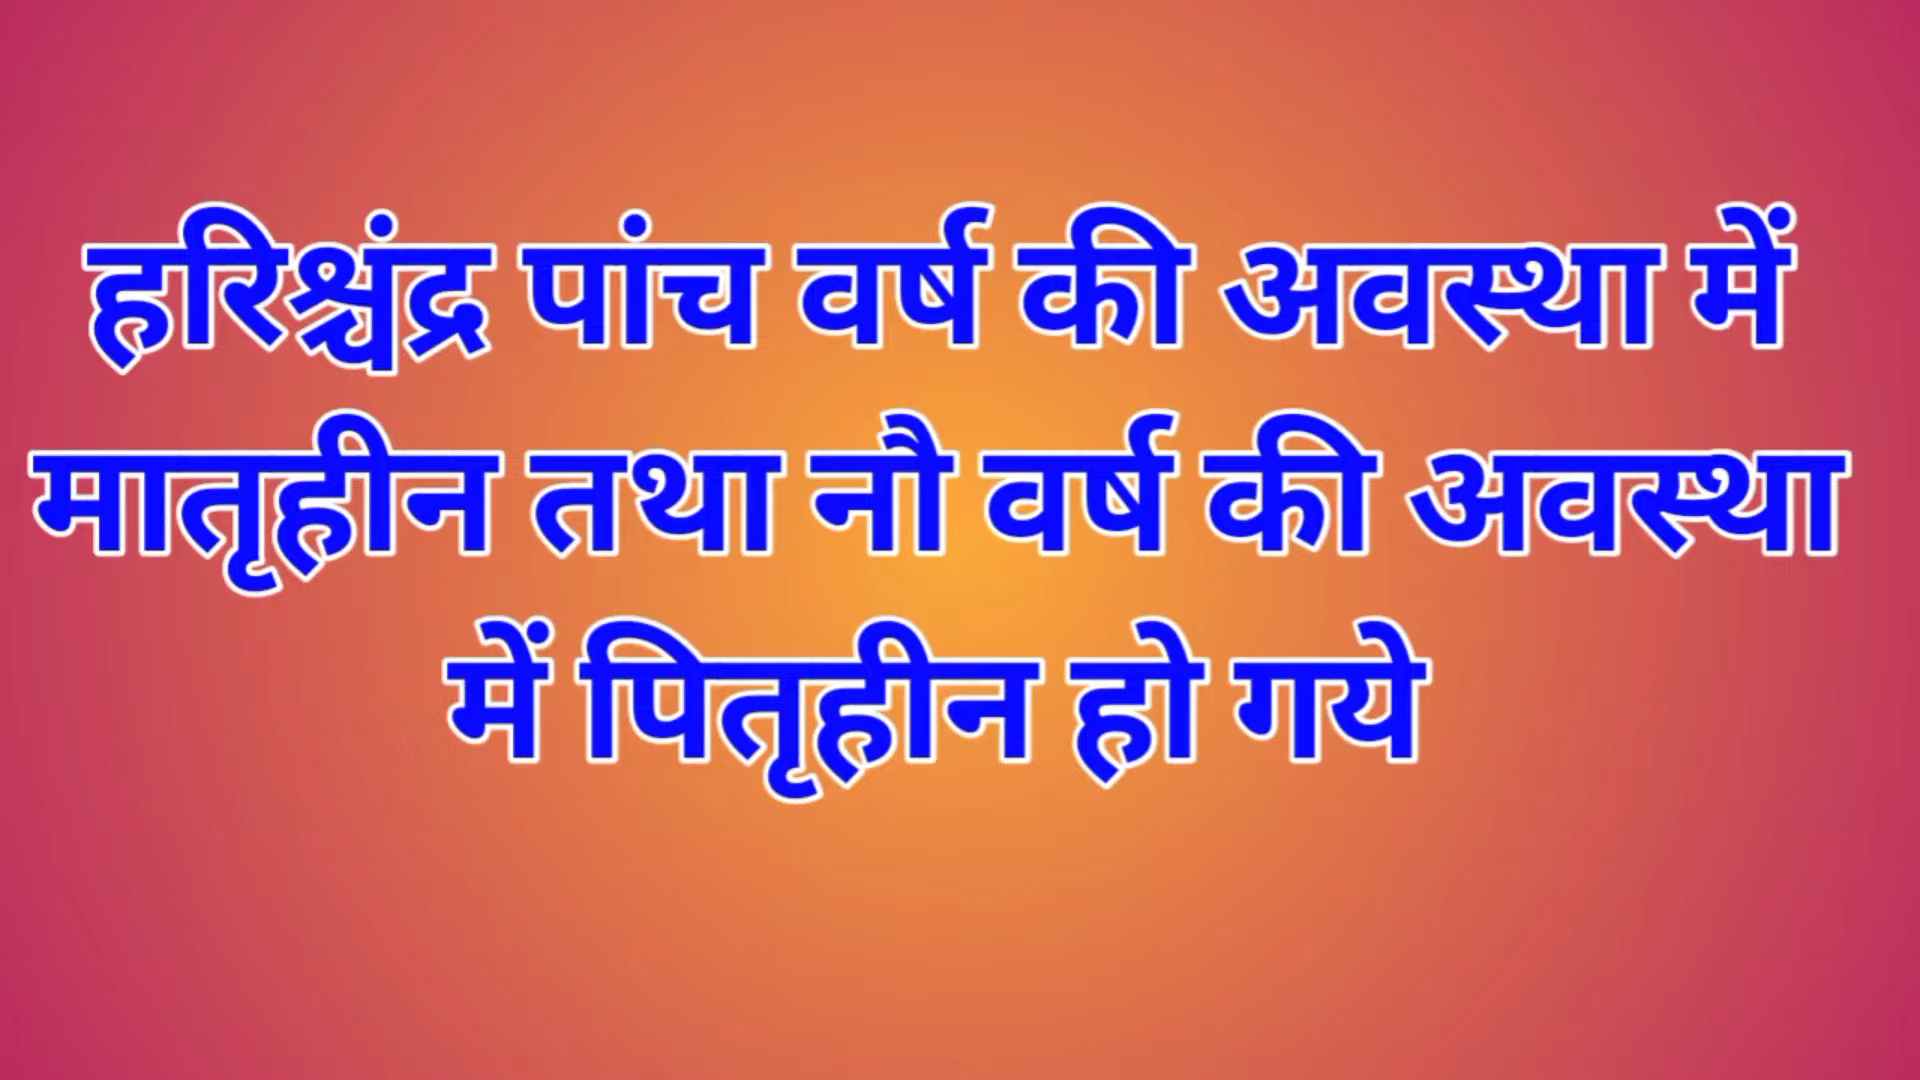 हरिश्चंद्र पांच वर्ष की अवस्था में
मातृहीन तथा नौ वर्ष की अवस्था
में पितृहीन हो गये